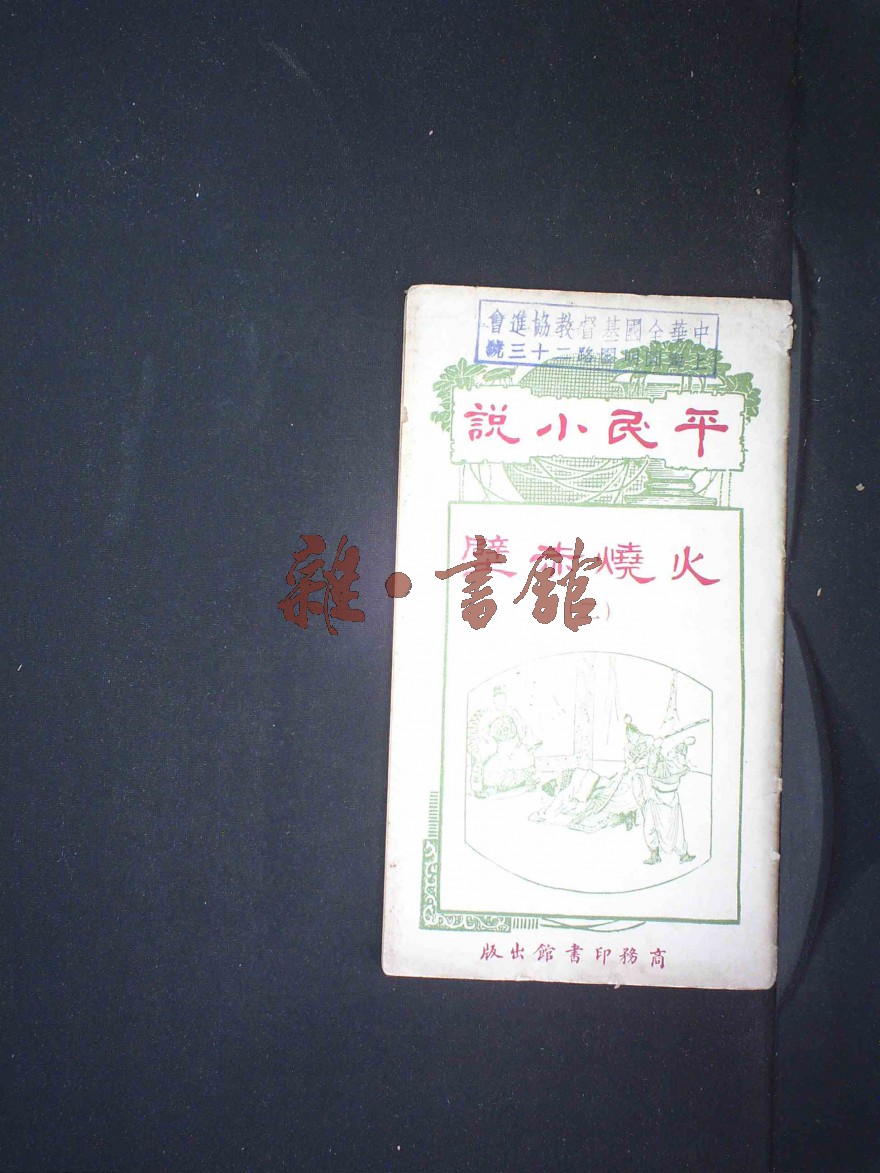 中華全國基督教協進會
上海圓明園路二十三號
平民小說
火燒赤壁
雜·書館
商務印書館出版